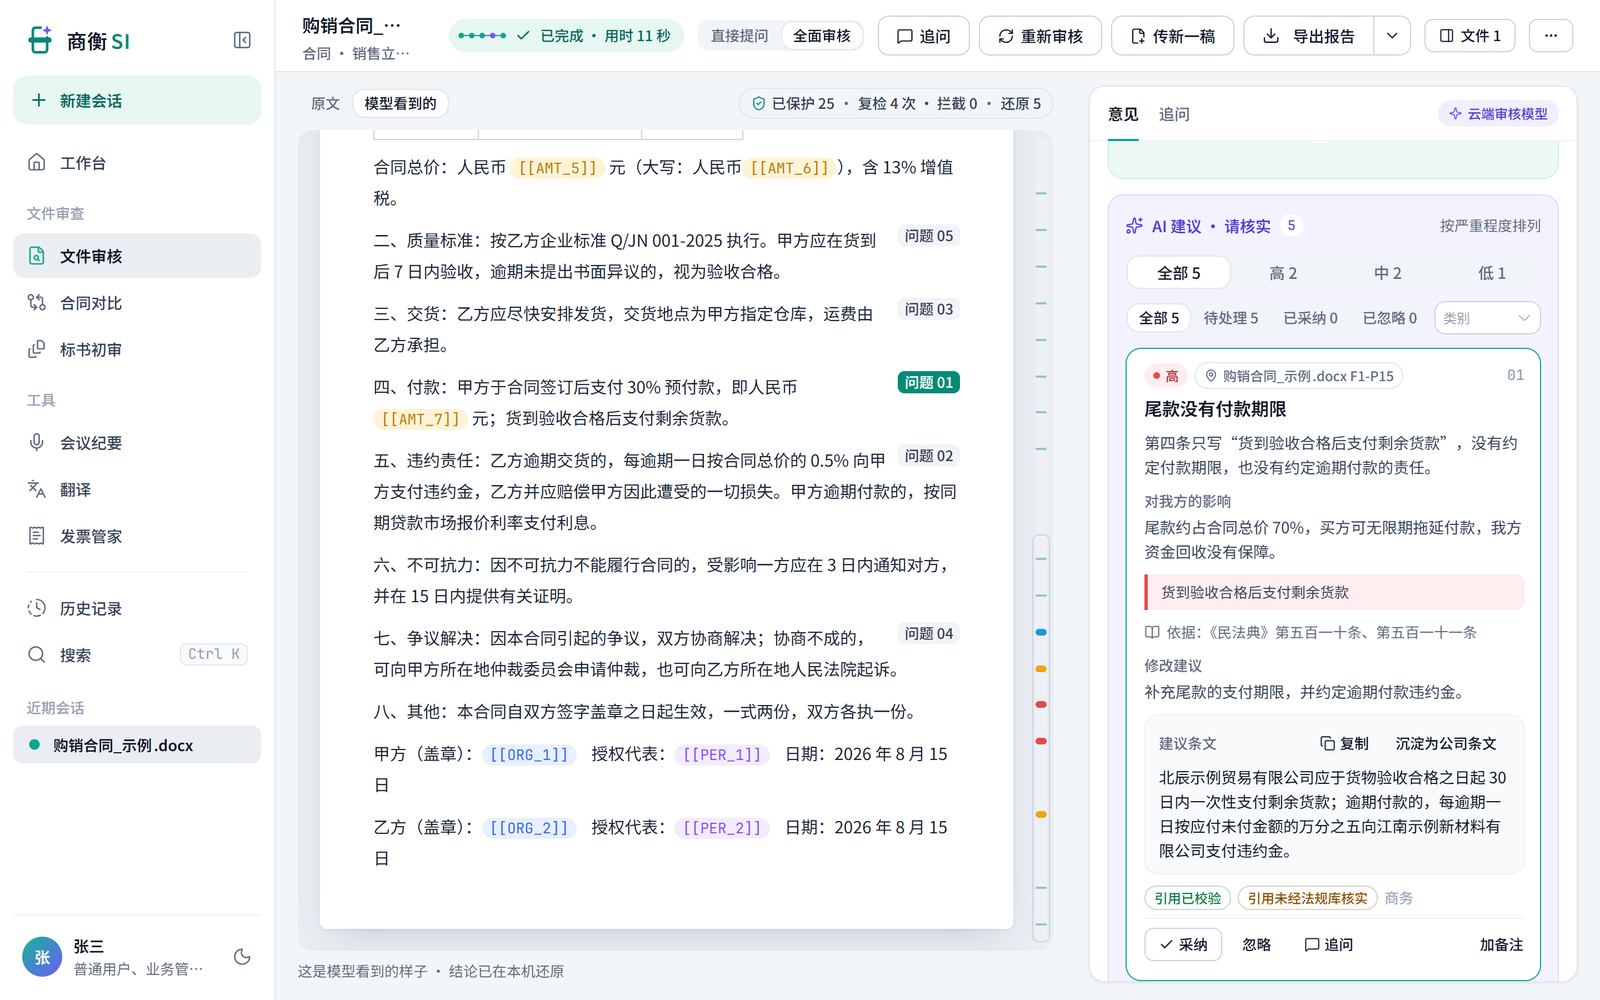 商衡 SI
新建会话
工作台
文件审查
文件审核
合同对比
标书初审
工具
会议纪要
翻译
发票管家
历史记录
搜索
Ctrl K
近期会话
购销合同_示例.docx
张
张三
普通用户、业务管…
购销合同_…
合同 • 销售立…
已完成 • 用时 11 秒
直接提问
全面审核
追问
重新审核
传新一稿
导出报告
文件 1
原文
模型看到的
已保护 25 • 复检 4 次 • 拦截 0 • 还原 5
合同总价：人民币 [[AMT_5]] 元（大写：人民币 [[AMT_6]]），含 13% 增值
税。
二、质量标准：按乙方企业标准 Q/JN 001-2025 执行。甲方应在货到
问题 05
后 7 日内验收，逾期未提出书面异议的，视为验收合格。
三、交货：乙方应尽快安排发货，交货地点为甲方指定仓库，运费由
问题 03
乙方承担。
四、付款：甲方于合同签订后支付 30% 预付款，即人民币
问题 01
[[AMT_7]] 元；货到验收合格后支付剩余货款。
五、违约责任：乙方逾期交货的，每逾期一日按合同总价的 0.5% 向甲
问题 02
方支付违约金，乙方并应赔偿甲方因此遭受的一切损失。甲方逾期付款的，按同
期贷款市场报价利率支付利息。
六、不可抗力：因不可抗力不能履行合同的，受影响一方应在 3 日内通知对方，
并在 15 日内提供有关证明。
七、争议解决：因本合同引起的争议，双方协商解决；协商不成的，
问题 04
可向甲方所在地仲裁委员会申请仲裁，也可向乙方所在地人民法院起诉。
八、其他：本合同自双方签字盖章之日起生效，一式两份，双方各执一份。
甲方（盖章）： [[ORG_1]] 授权代表： [[PER_1]] 日期：2026 年 8 月 15
日
乙方（盖章）： [[ORG_2]] 授权代表： [[PER_2]] 日期：2026 年 8 月 15
日
这是模型看到的样子 • 结论已在本机还原
意见
追问
云端审核模型
AI 建议 • 请核实 5
按严重程度排列
全部 5
高 2
中 2
低 1
全部 5
待处理 5
已采纳 0
已忽略 0
类别
高
购销合同_示例.docx F1-P15
01
尾款没有付款期限
第四条只写“货到验收合格后支付剩余货款”，没有约
定付款期限，也没有约定逾期付款的责任。
对我方的影响
尾款约占合同总价 70%，买方可无限期拖延付款，我方
资金回收没有保障。
货到验收合格后支付剩余货款
依据：《民法典》第五百一十条、第五百一十一条
修改建议
补充尾款的支付期限，并约定逾期付款违约金。
建议条文
复制
沉淀为公司条文
北辰示例贸易有限公司应于货物验收合格之日起 30
日内一次性支付剩余货款；逾期付款的，每逾期一
日按应付未付金额的万分之五向江南示例新材料有
限公司支付违约金。
引用已校验
引用未经法规库核实
商务
采纳
忽略
追问
加备注